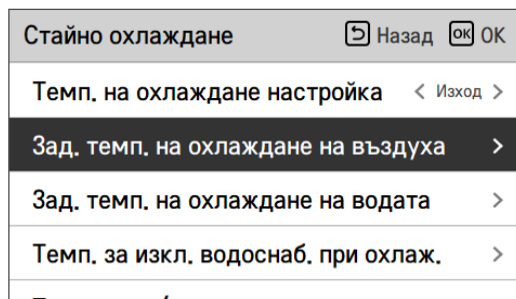 Стайно охлаждане Назад OK OK
Темп. на охлаждане настройка < Изход >
Зад. темп. на охлаждане на въздуха >
Зад. темп. на охлаждане на водата >
Темп. за изкл. водоснаб. при охлаж. >